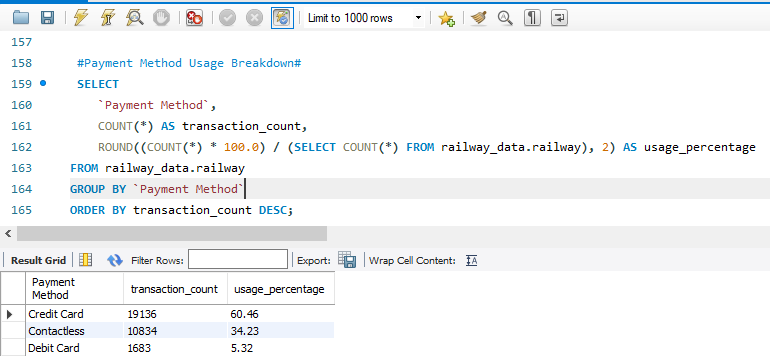 Limit to 1000 rows
157
158 #Payment Method Usage Breakdown#
159 SELECT
160 `Payment Method`,
161 COUNT(*) AS transaction_count,
162 ROUND((COUNT(*) * 100.0) / (SELECT COUNT(*) FROM railway_data.railway), 2) AS usage_percentage
163 FROM railway_data.railway
164 GROUP BY `Payment Method`
165 ORDER BY transaction_count DESC;
Result Grid Filter Rows: Export: Wrap Cell Content:
Payment Method transaction_count usage_percentage
Credit Card 19136 60.46
Contactless 10834 34.23
Debit Card 1683 5.32